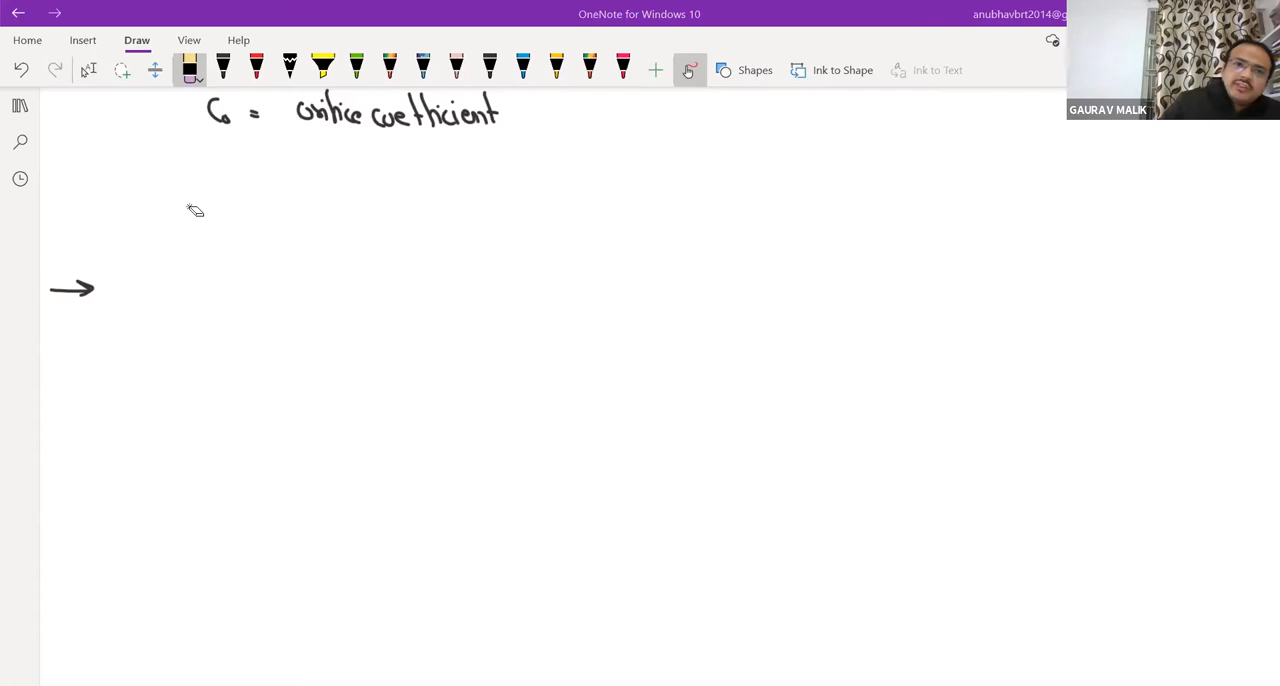 OneNote for Windows 10
anubhavbrt2014@g
Home Insert Draw View Help
Shapes Ink to Shape Ink to Text
GAURAV MALIK
Co = orifice coefficient